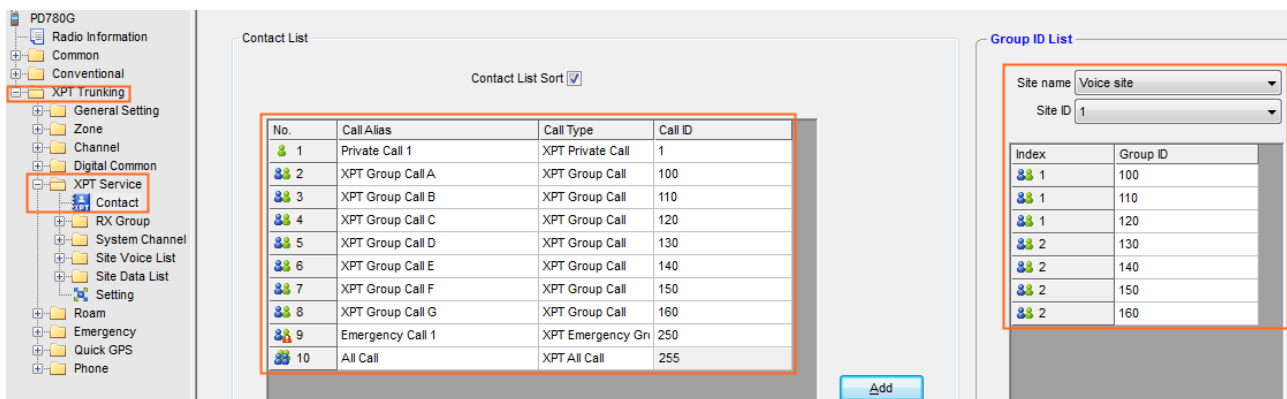 PD780G
Radio Information
Common
Conventional
XPT Trunking
General Setting
Zone
Channel
Digital Common
XPT Service
Contact
RX Group
System Channel
Site Voice List
Site Data List
Setting
Roam
Emergency
Quick GPS
Phone
Contact List
Contact List Sort
No. Call Alias Call Type Call ID
1 Private Call 1 XPT Private Call 1
2 XPT Group Call A XPT Group Call 100
3 XPT Group Call B XPT Group Call 110
4 XPT Group Call C XPT Group Call 120
5 XPT Group Call D XPT Group Call 130
6 XPT Group Call E XPT Group Call 140
7 XPT Group Call F XPT Group Call 150
8 XPT Group Call G XPT Group Call 160
9 Emergency Call 1 XPT Emergency Gro 250
10 All Call XPT All Call 255
Add
Group ID List
Site name Voice site
Site ID 1
Index Group ID
1 100
1 110
1 120
2 130
2 140
2 150
2 160